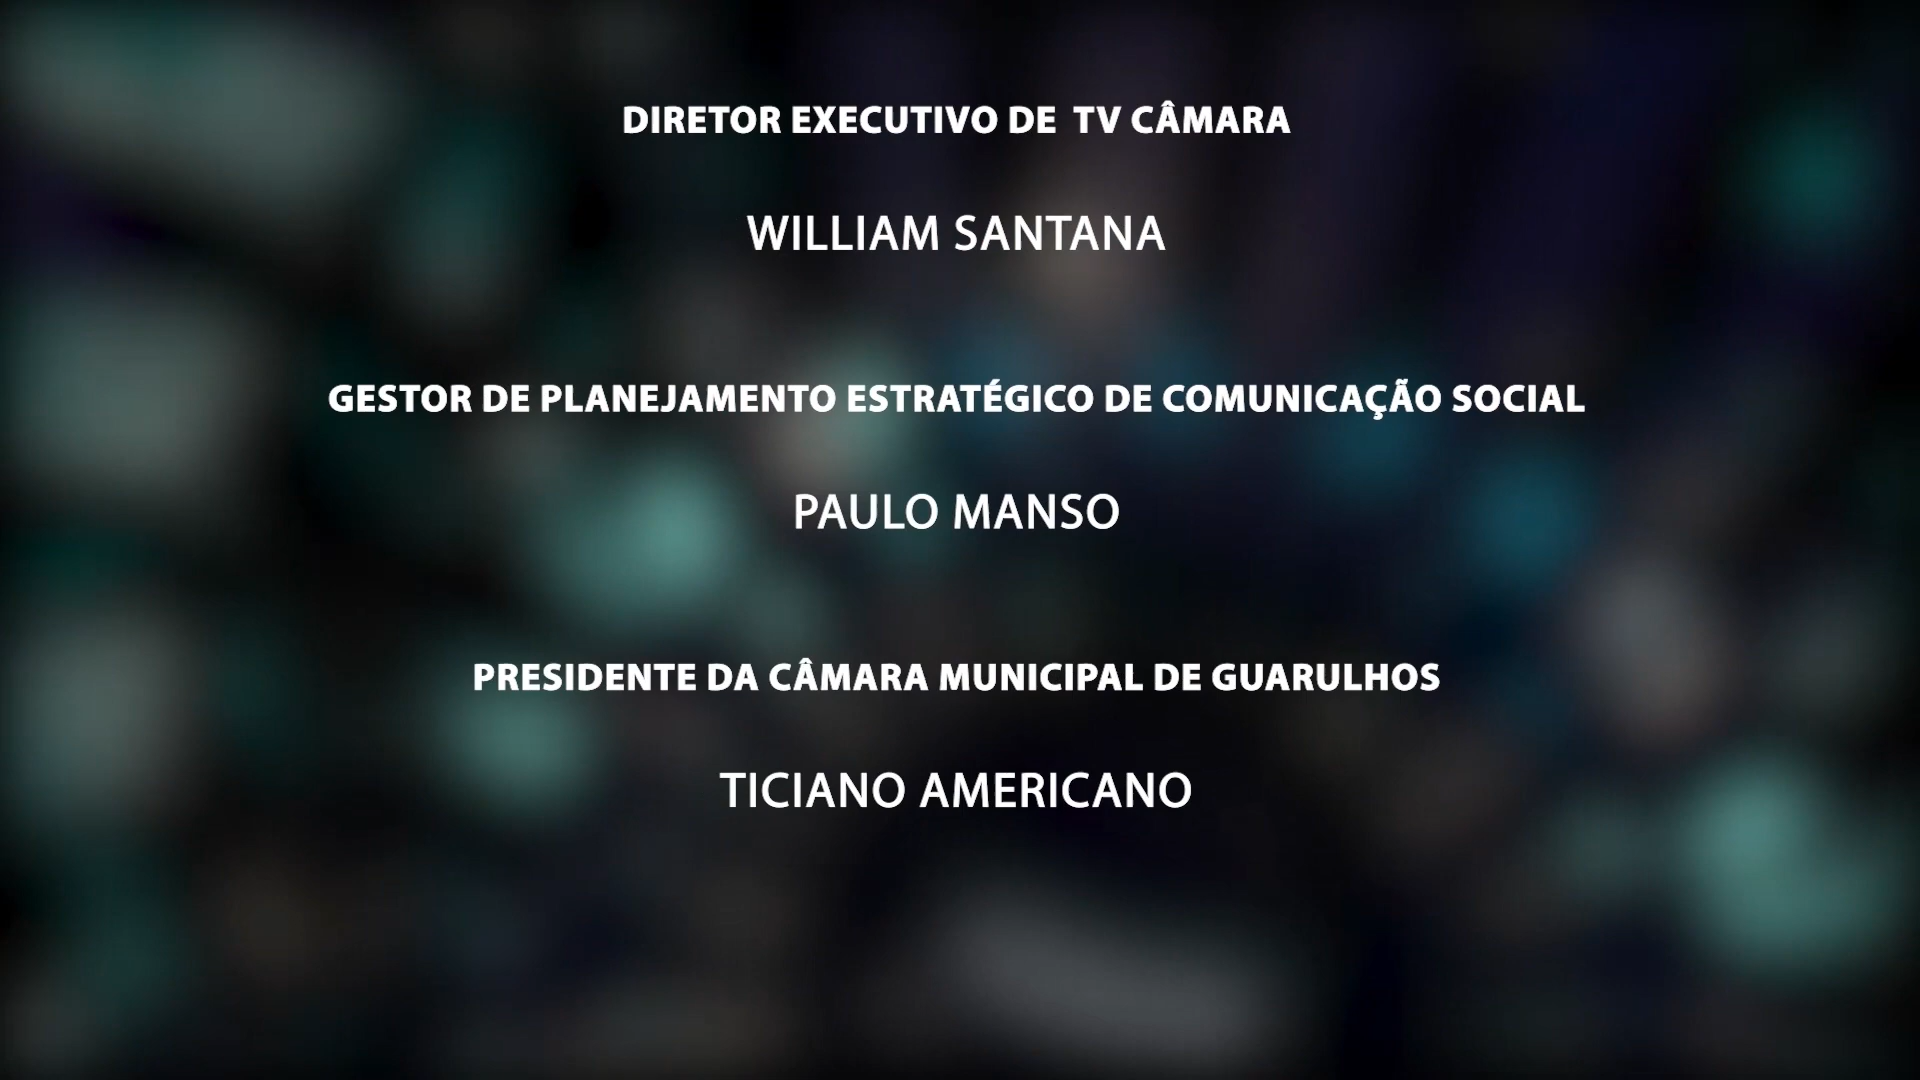 DIRETOR EXECUTIVO DE TV CÂMARA
WILLIAM SANTANA
GESTOR DE PLANEJAMENTO ESTRATÉGICO DE COMUNICAÇÃO SOCIAL
PAULO MANSO
PRESIDENTE DA CÂMARA MUNICIPAL DE GUARULHOS
TICIANO AMERICANO